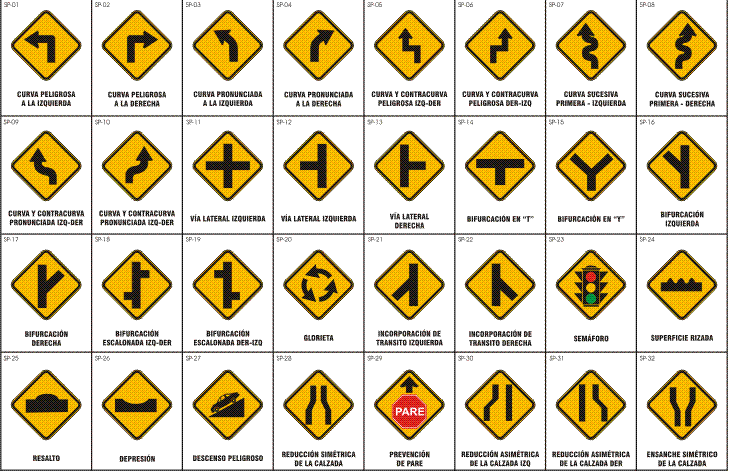 SP-01
SP-02
SP-03
SP-04
SP-05
SP-06
SP-07
SP-08
CURVA PELIGROSA
A LA IZQUIERDA
CURVA PELIGROSA
A LA DERECHA
CURVA PRONUNCIADA
A LA IZQUIERDA
CURVA PRONUNCIADA
A LA DERECHA
CURVA Y CONTRACURVA
PELIGROSA IZQ-DER
CURVA Y CONTRACURVA
PELIGROSA DER-IZQ
CURVA SUCESIVA
PRIMERA - IZQUIERDA
CURVA SUCESIVA
PRIMERA - DERECHA
SP-09
SP-10
SP-11
SP-12
SP-13
SP-14
SP-15
SP-16
CURVA Y CONTRACURVA
PRONUNCIADA IZQ-DER
CURVA Y CONTRACURVA
PRONUNCIADA IZQ-DER
VÍA LATERAL IZQUIERDA
VÍA LATERAL IZQUIERDA
VÍA LATERAL
DERECHA
BIFURCACIÓN EN “T”
BIFURCACIÓN EN “Y”
BIFURCACIÓN
IZQUIERDA
SP-17
SP-18
SP-19
SP-20
SP-21
SP-22
SP-23
SP-24
BIFURCACIÓN
DERECHA
BIFURCACIÓN
ESCALONADA IZQ-DER
BIFURCACIÓN
ESCALONADA DER-IZQ
GLORIETA
INCORPORACIÓN DE
TRANSITO IZQUIERDA
INCORPORACIÓN DE
TRANSITO DERECHA
SEMÁFORO
SUPERFICIE RIZADA
SP-25
SP-26
SP-27
SP-28
SP-29
SP-30
SP-31
SP-32
PARE
RESALTO
DEPRESIÓN
DESCENSO PELIGROSO
REDUCCIÓN SIMÉTRICA
DE LA CALZADA
PREVENCIÓN
DE PARE
REDUCCIÓN ASIMÉTRICA
DE LA CALZADA IZQ
REDUCCIÓN ASIMÉTRICA
DE LA CALZADA DER
ENSANCHE SIMÉTRICO
DE LA CALZADA